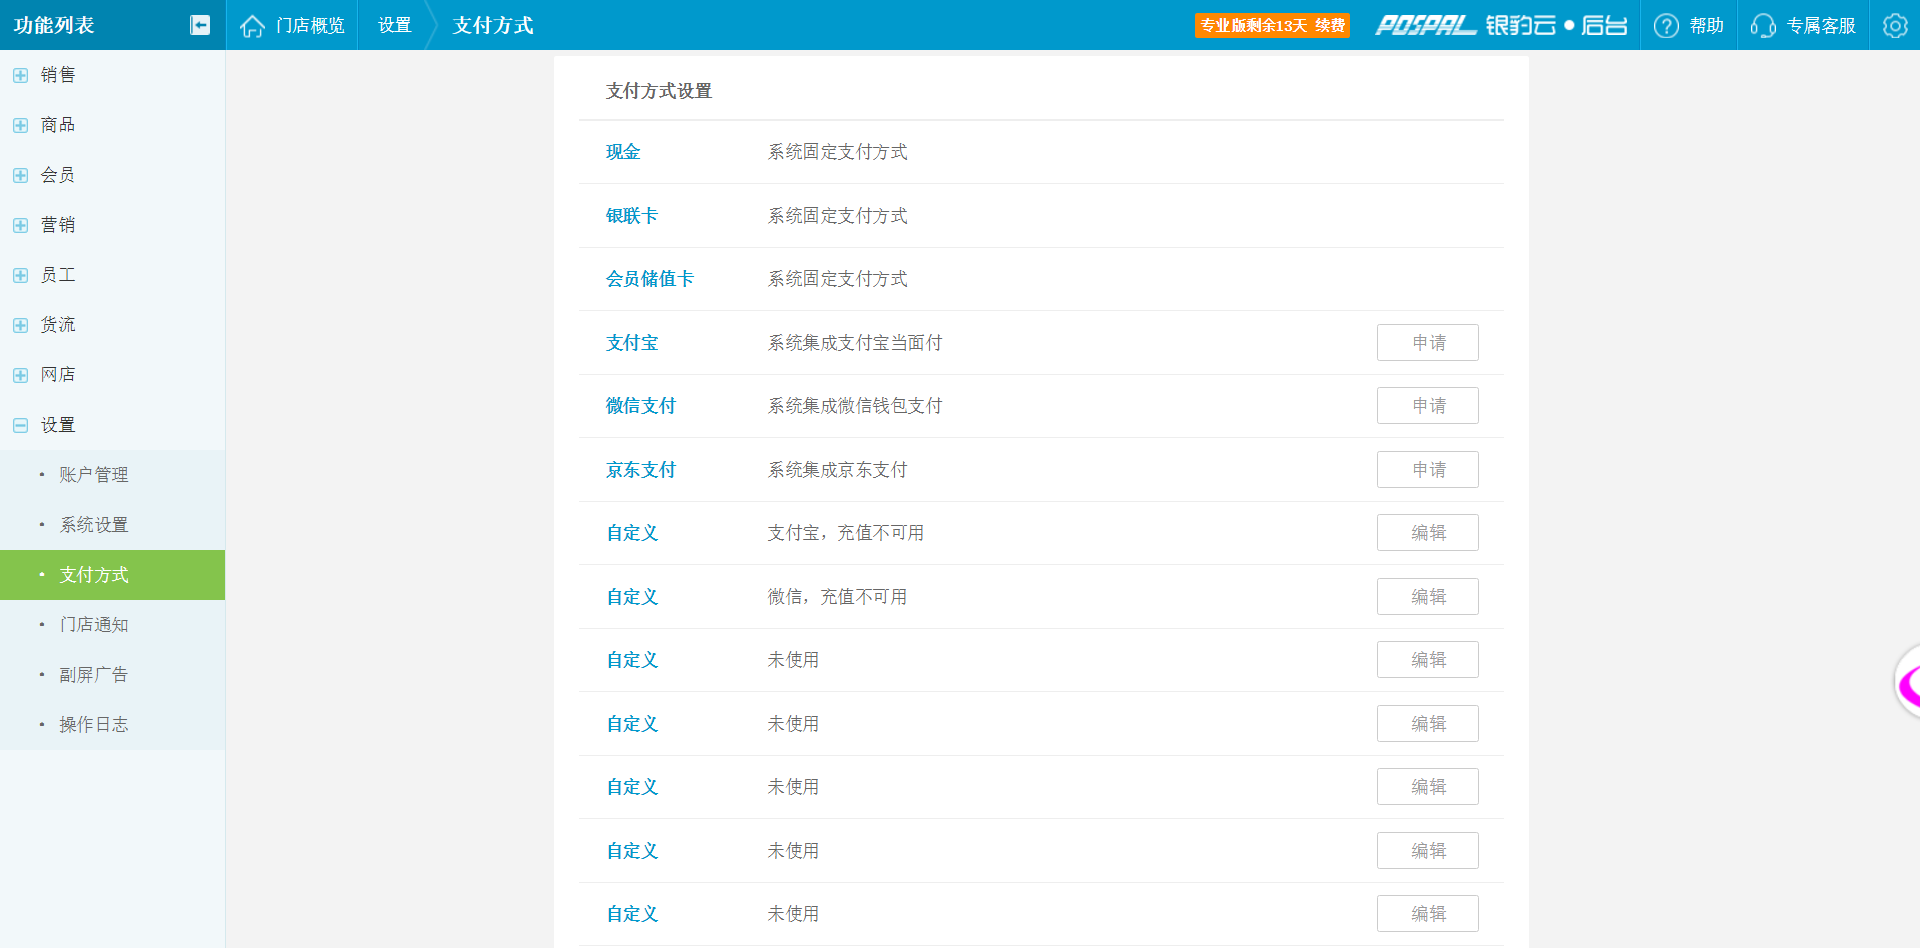 功能列表
门店概览
设置
支付方式
专业版剩余13天 续费
POSPAL 银豹云●后台
帮助
专属客服
销售
商品
会员
营销
员工
货流
网店
设置
账户管理
系统设置
支付方式
门店通知
副屏广告
操作日志
支付方式设置
现金 系统固定支付方式
银联卡 系统固定支付方式
会员储值卡 系统固定支付方式
支付宝 系统集成支付宝当面付 申请
微信支付 系统集成微信钱包支付 申请
京东支付 系统集成京东支付 申请
自定义 支付宝，充值不可用 编辑
自定义 微信，充值不可用 编辑
自定义 未使用 编辑
自定义 未使用 编辑
自定义 未使用 编辑
自定义 未使用 编辑
自定义 未使用 编辑